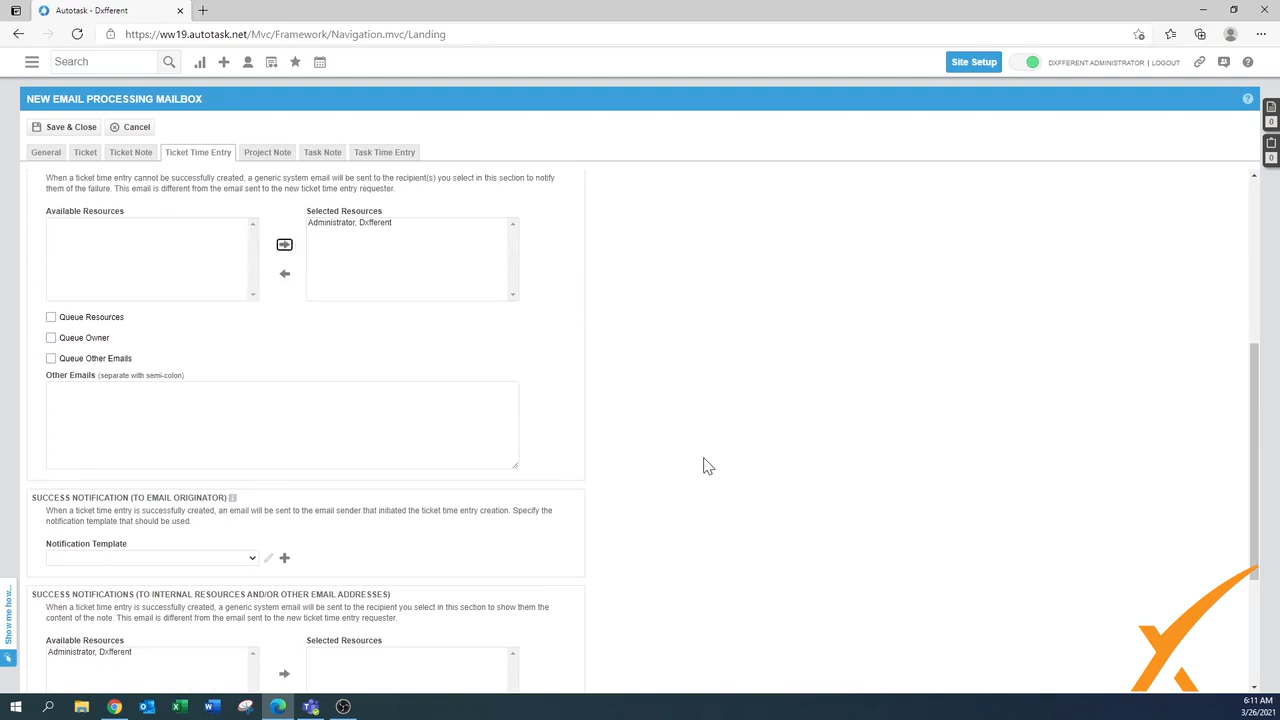 Autotask - Dxfferent
https://ww19.autotask.net/Mvc/Framework/Navigation.mvc/Landing
Search
Site Setup
DXFFERENT ADMINISTRATOR | LOGOUT
NEW EMAIL PROCESSING MAILBOX
0
Save & Close Cancel
0
General Ticket Ticket Note Ticket Time Entry Project Note Task Note Task Time Entry
When a ticket time entry cannot be successfully created, a generic system email will be sent to the recipient(s) you select in this section to notify
them of the failure. This email is different from the email sent to the new ticket time entry requester.
Available Resources Selected Resources
Administrator, Dxfferent
Queue Resources
Queue Owner
Queue Other Emails
Other Emails (separate with semi-colon)
SUCCESS NOTIFICATION (TO EMAIL ORIGINATOR)
When a ticket time entry is successfully created, an email will be sent to the email sender that initiated the ticket time entry creation. Specify the
notification template that should be used.
Notification Template
SUCCESS NOTIFICATIONS (TO INTERNAL RESOURCES AND/OR OTHER EMAIL ADDRESSES)
When a ticket time entry is successfully created, a generic system email will be sent to the recipient you select in this section to show them the
content of the note. This email is different from the email sent to the new ticket time entry requester.
Available Resources Selected Resources
Administrator, Dxfferent
Show me how...
6:11 AM
3/26/2021